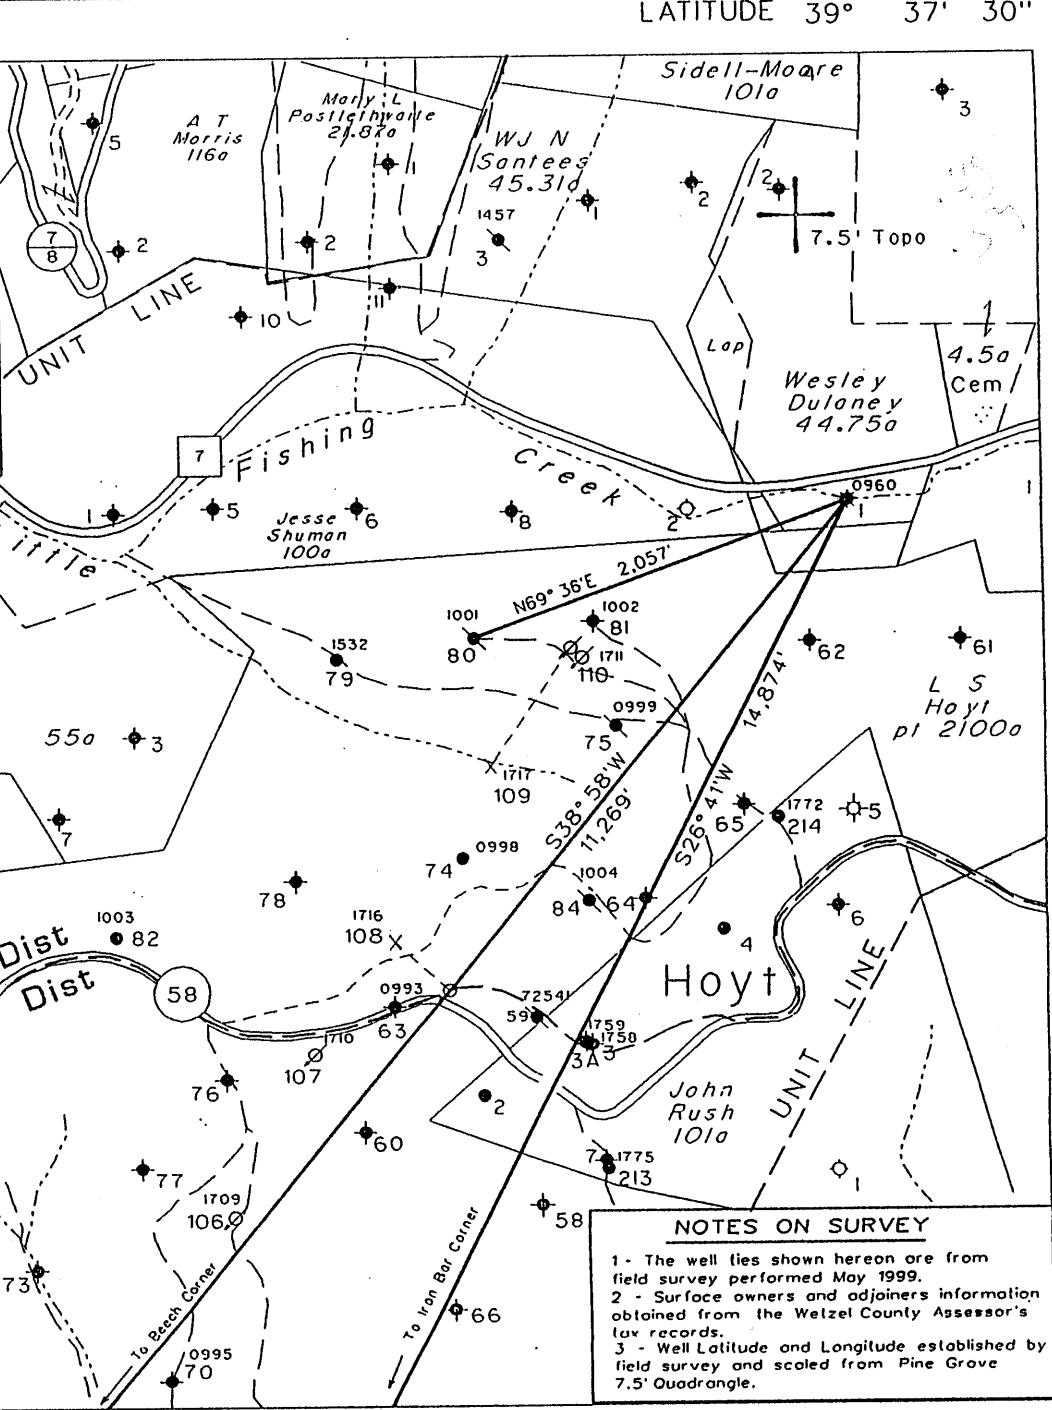 LATITUDE 39° 37' 30"
Sidell-Moore
101a
3
A T
Morris
116a
Mary L
Postlethwaite
21.87a
1
WJ N
Santees
45.31a
5
1457
3
1
2
2
7.5' Topo
7
8
2
2
11
10
UNIT LINE
Lap
4.5a
Cem
Wesley
Dulaney
44.75a
7
Fishing
Creek
ittle
1
5
6
8
2
0960
1
1
Jesse
Shuman
100a
N69° 36'E 2,057'
1001
80
1002
81
1711
110
1532
79
62
61
L S
Hoyt
pt 2100a
14,874'
S26° 41'W
0999
75
55a
3
1717
109
S38° 58'W
11,269'
7
65
1772
214
5
0998
74
78
1004
84
64
6
1716
108
4
1003
82
Dist
Dist
58
Hoyt
0993
63
72541
59
1759
1758
3A 3
1710
107
UNIT LINE
76
2
John
Rush
101a
60
77
7
1775
213
1
1709
106
58
73
66
To Beech Corner
To Iron Bar Corner
0995
70
NOTES ON SURVEY
1 - The well ties shown hereon are from
field survey performed May 1999.
2 - Surface owners and adjoiners information
obtained from the Wetzel County Assessor's
tax records.
3 - Well Latitude and Longitude established by
field survey and scaled from Pine Grove
7.5' Quadrangle.